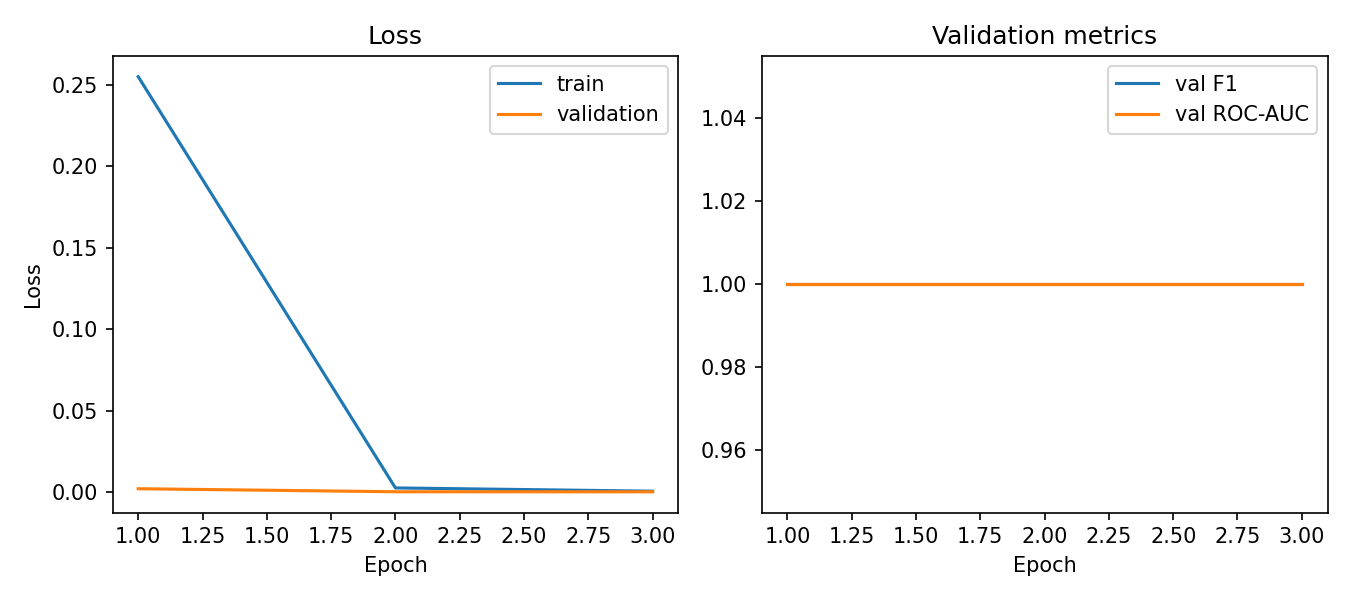 Loss
train
validation
0.25
0.20
0.15
0.10
0.05
0.00
Loss
1.00 1.25 1.50 1.75 2.00 2.25 2.50 2.75 3.00
Epoch
Validation metrics
val F1
val ROC-AUC
1.04
1.02
1.00
0.98
0.96
1.00 1.25 1.50 1.75 2.00 2.25 2.50 2.75 3.00
Epoch